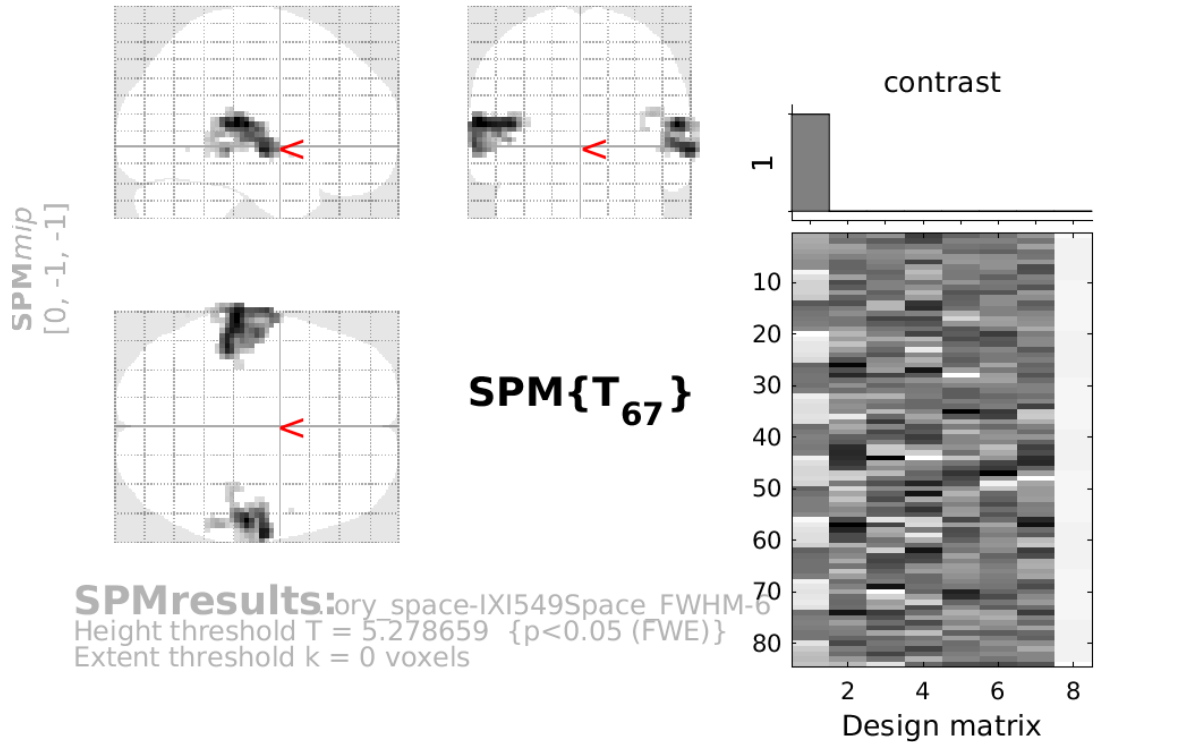 contrast
1
SPMmip
[0, -1, -1]
<
<
<
SPM{T67}
10
20
30
40
50
60
70
80
2 4 6 8
Design matrix
SPMresults: .ory_space-IXI549Space_FWHM-6
Height threshold T = 5.278659 {p<0.05 (FWE)}
Extent threshold k = 0 voxels